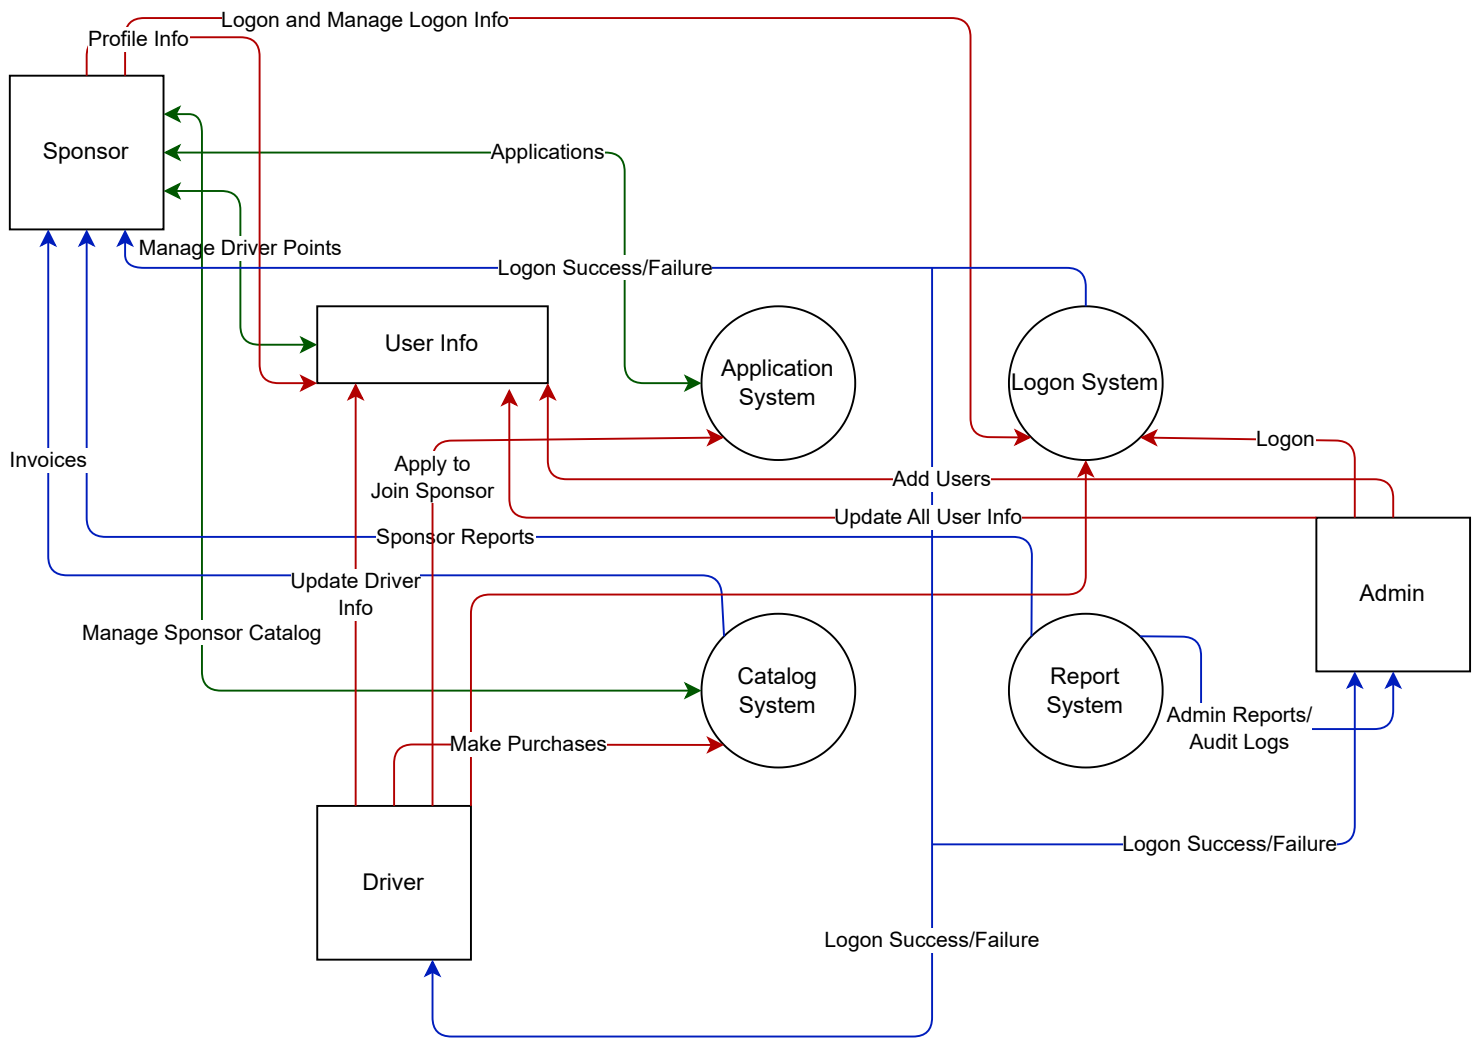 Logon and Manage Logon Info
Profile Info
Sponsor
Applications
Manage Driver Points
Logon Success/Failure
User Info
Application
System
Logon System
Logon
Invoices
Apply to
Join Sponsor
Add Users
Update All User Info
Sponsor Reports
Update Driver
Info
Admin
Manage Sponsor Catalog
Catalog
System
Report
System
Admin Reports/
Audit Logs
Make Purchases
Logon Success/Failure
Driver
Logon Success/Failure